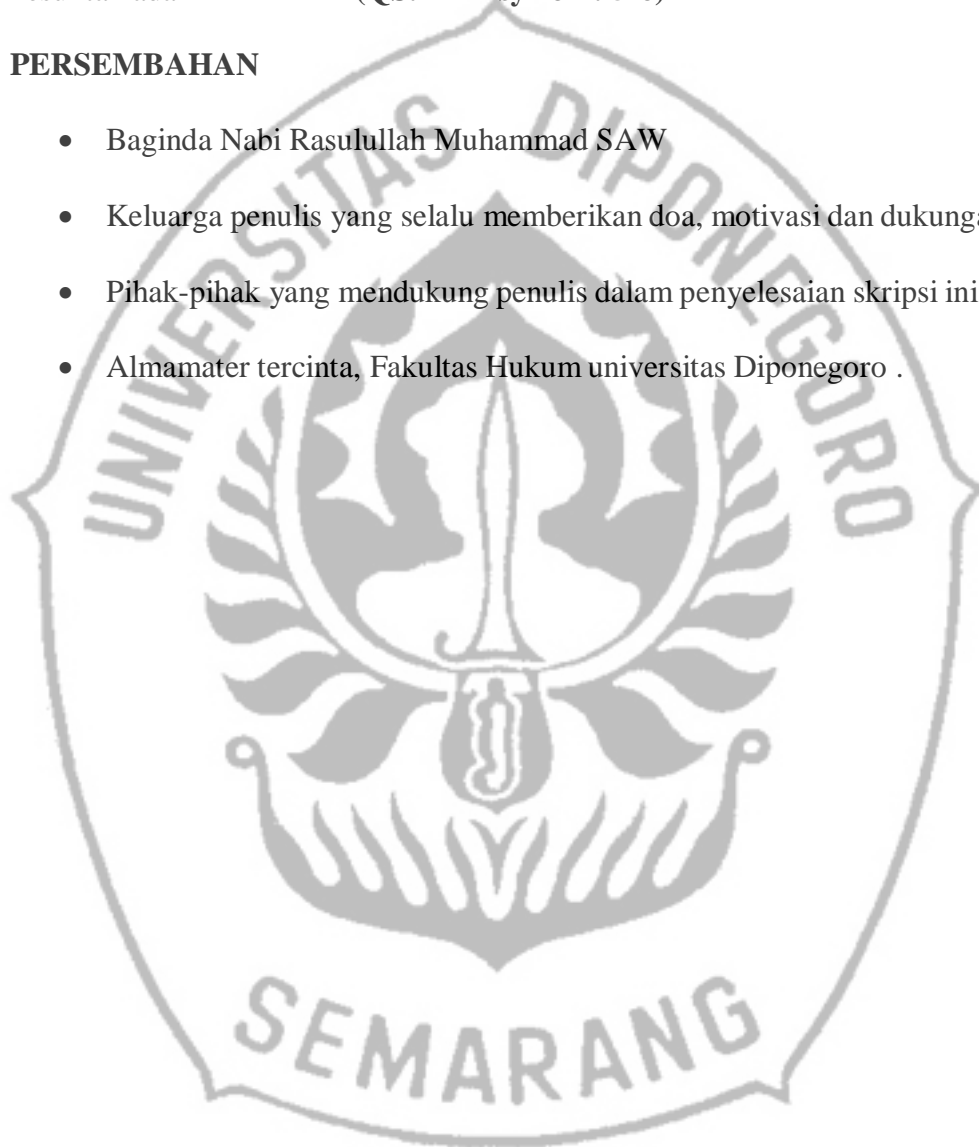 (QS.
PERSEMBAHAN
• Baginda Nabi Rasulullah Muhammad SAW
• Keluarga penulis yang selalu memberikan doa, motivasi dan
• Pihak-pihak yang mendukung penulis dalam penyelesaian skripsi ini
• Almamater tercinta, Fakultas Hukum universitas Diponegoro .
UNIVERSITAS DIPONEGORO
SEMARANG